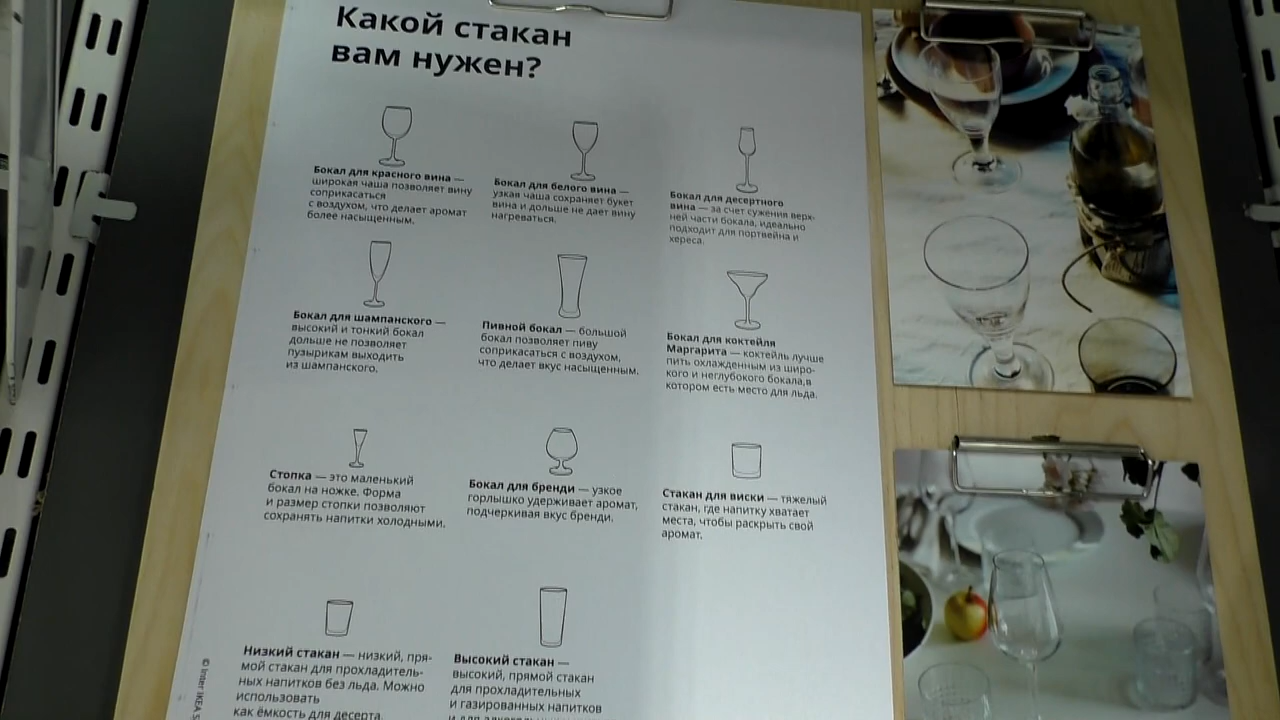 Какой стакан
вам нужен?
Бокал для красного вина —
широкая чаша позволяет вину
соприкасаться
с воздухом, что делает аромат
более насыщенным.
Бокал для белого вина —
узкая чаша сохраняет букет
вина и дольше не дает вину
нагреваться.
Бокал для десертного
вина — за счет сужения верх-
ней части бокала, идеально
подходит для портвейна и
хереса.
Бокал для шампанского —
высокий и тонкий бокал
дольше не позволяет
пузырикам выходить
из шампанского.
Пивной бокал — большой
бокал позволяет пиву
соприкасаться с воздухом,
что делает вкус насыщенным.
Бокал для коктейля
Маргарита — коктейль лучше
пить охлажденным из широ-
кого и неглубокого бокала,в
котором есть место для льда.
Стопка — это маленький
бокал на ножке. Форма
и размер стопки позволяют
сохранять напитки холодными.
Бокал для бренди — узкое
горлышко удерживает аромат,
подчеркивая вкус бренди.
Стакан для виски — тяжелый
стакан, где напитку хватает
места, чтобы раскрыть свой
аромат.
Низкий стакан — низкий, пря-
мой стакан для прохладитель-
ных напитков без льда. Можно
использовать
как ёмкость для десерта.
Высокий стакан —
высокий, прямой стакан
для прохладительных
и газированных напитков
и для
© Inter IKEA